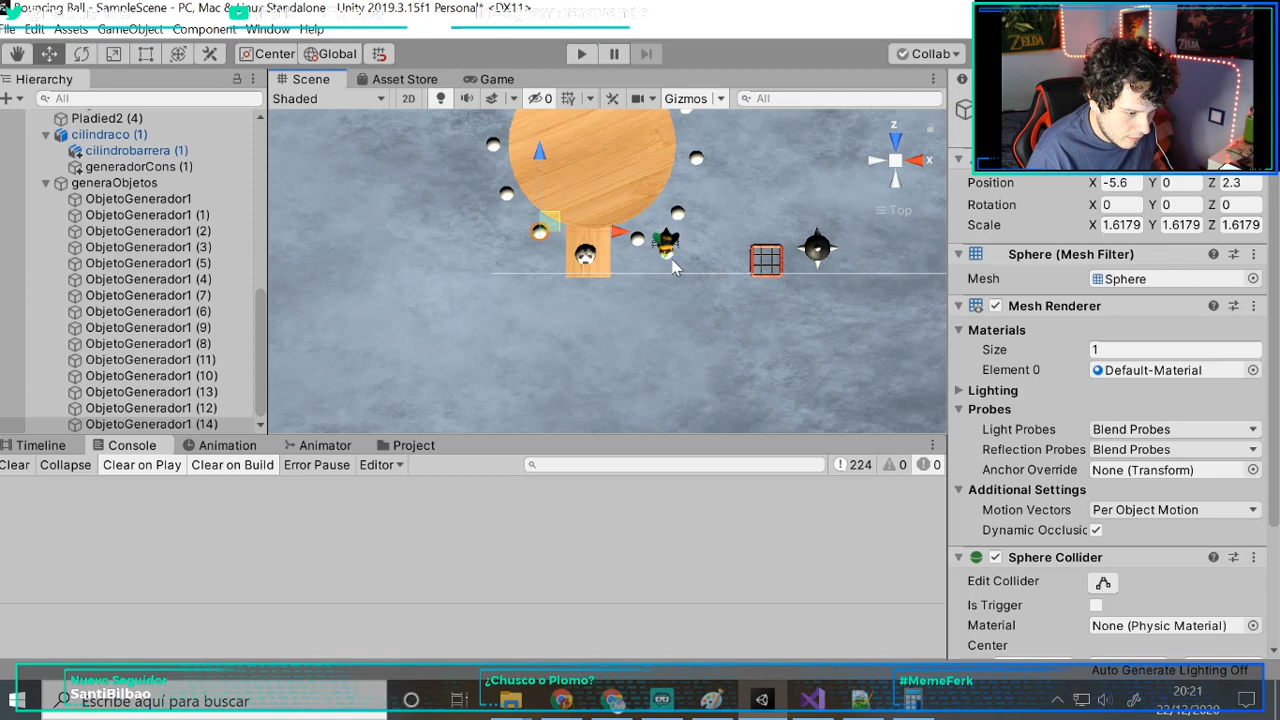 Bouncing Ball - SampleScene - PC, Mac & Linux Standalone - Unity 2019.3.15f1 Personal* <DX11>
File Edit Assets GameObject Component Window Help
Center Global Collab
Hierarchy Scene Asset Store Game
All Shaded 2D 0 Gizmos All
Pladied2 (4)
cilindraco (1)
cilindrobarrera (1)
generadorCons (1)
generaObjetos
ObjetoGenerador1
ObjetoGenerador1 (1)
ObjetoGenerador1 (2)
ObjetoGenerador1 (3)
ObjetoGenerador1 (5)
ObjetoGenerador1 (4)
ObjetoGenerador1 (7)
ObjetoGenerador1 (6)
ObjetoGenerador1 (9)
ObjetoGenerador1 (8)
ObjetoGenerador1 (11)
ObjetoGenerador1 (10)
ObjetoGenerador1 (13)
ObjetoGenerador1 (12)
ObjetoGenerador1 (14)
z
x
Top
ZELDA
Position X -5.6 Y 0 Z 2.3
Rotation X 0 Y 0 Z 0
Scale X 1.6179 Y 1.6179 Z 1.6179
Sphere (Mesh Filter)
Mesh Sphere
Mesh Renderer
Materials
Size 1
Element 0 Default-Material
Lighting
Probes
Light Probes Blend Probes
Reflection Probes Blend Probes
Anchor Override None (Transform)
Additional Settings
Motion Vectors Per Object Motion
Dynamic Occlusic
Sphere Collider
Edit Collider
Is Trigger
Material None (Physic Material)
Center
Auto Generate Lighting Off
Timeline Console Animation Animator Project
Clear Collapse Clear on Play Clear on Build Error Pause Editor 224 0 0
Nuevo Seguidor
SantiBilbao
¿Chusco o Plomo?
#MemeFork
Escribe aquí para buscar
20:21
22/12/2020